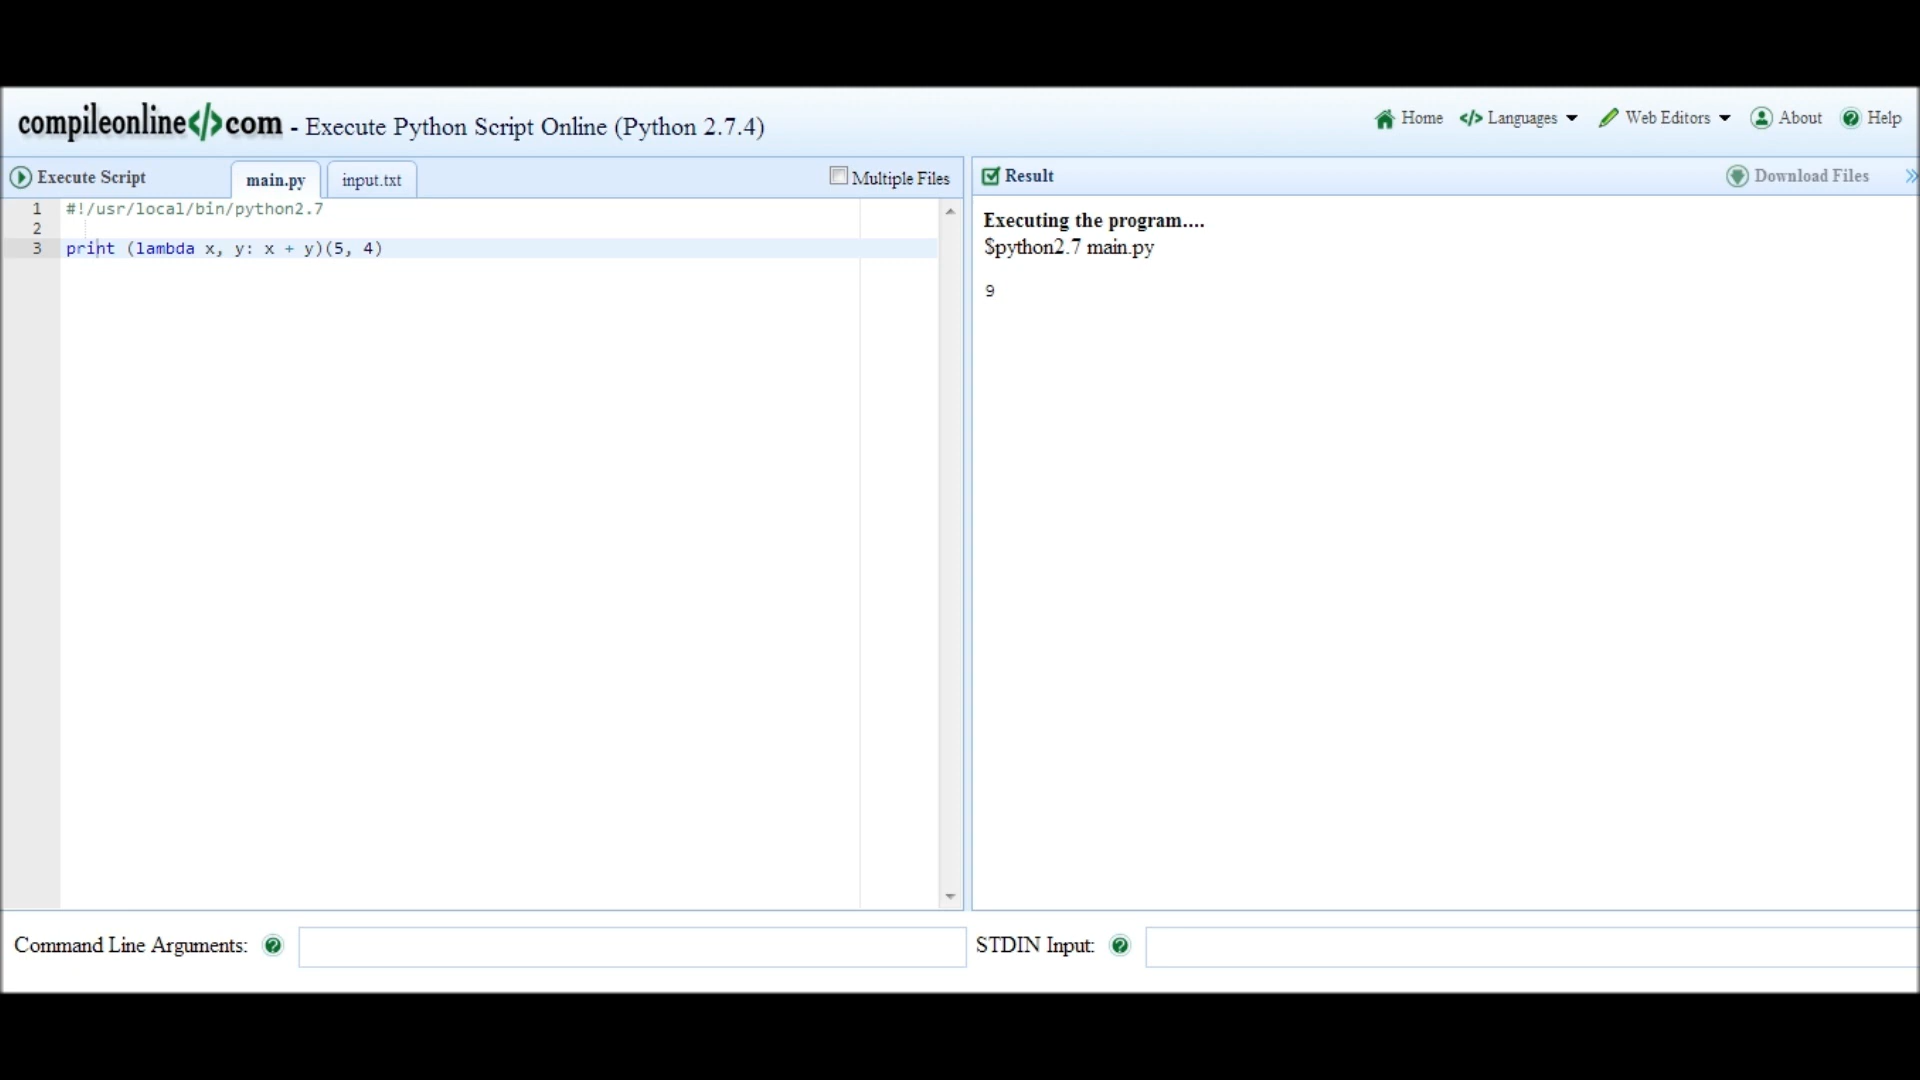 compileonline</>com - Execute Python Script Online (Python 2.7.4)
Home </> Languages Web Editors About Help
Execute Script main.py input.txt Multiple Files
Result Download Files
1 #!/usr/local/bin/python2.7
2
3 print (lambda x, y: x + y)(5, 4)
Executing the program....
$python2.7 main.py
9
Command Line Arguments:
STDIN Input: